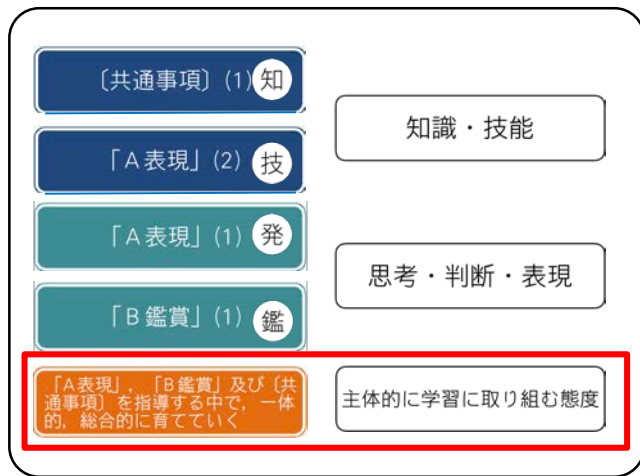 〔共通事項〕(1) 知
「A表現」(2) 技
知識・技能
「A表現」(1) 発
「B鑑賞」(1) 鑑
思考・判断・表現
「A表現」，「B鑑賞」及び〔共
通事項〕を指導する中で，一体
的，総合的に育てていく
主体的に学習に取り組む態度